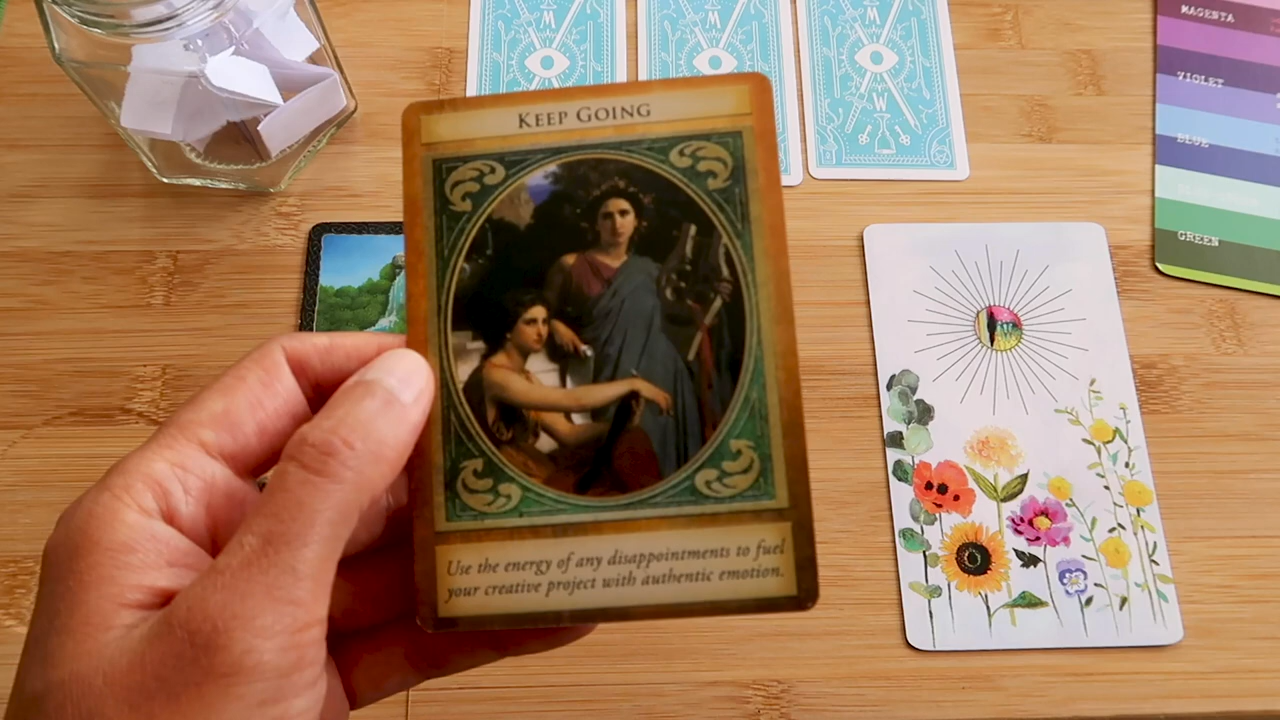 KEEP GOING
Use the energy of any disappointments to fuel
your creative project with authentic emotion.
M
W
M
M
W
MAGENTA
VIOLET
BLUE
GREEN